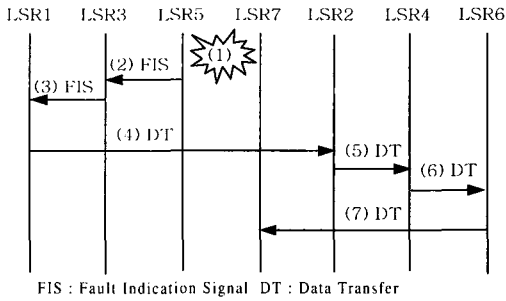 LSR1 LSR3 LSR5 LSR7 LSR2 LSR4 LSR6
(1)
(2) FIS
(3) FIS
(4) DT
(5) DT
(6) DT
(7) DT
FIS : Fault Indication Signal DT : Data Transfer